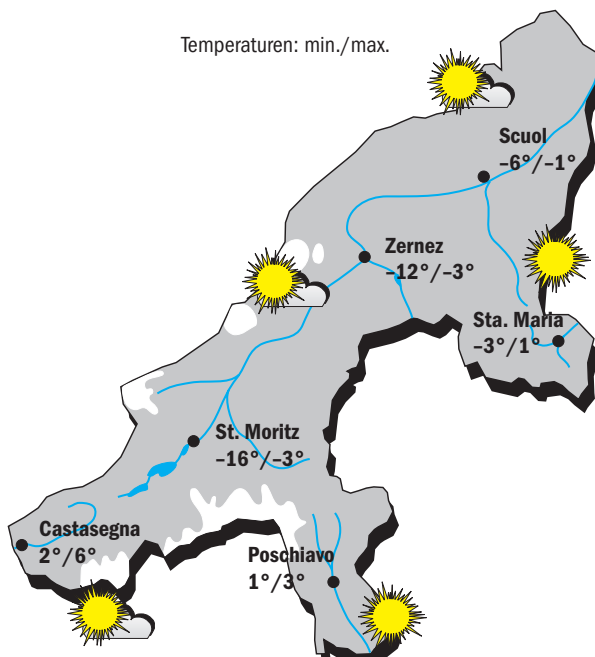 Temperaturen: min./max.
Scuol
–6°/–1°
Zernez
–12°/–3°
Sta. Maria
–3°/1°
St. Moritz
–16°/–3°
Castasegna
2°/6°
Poschiavo
1°/3°